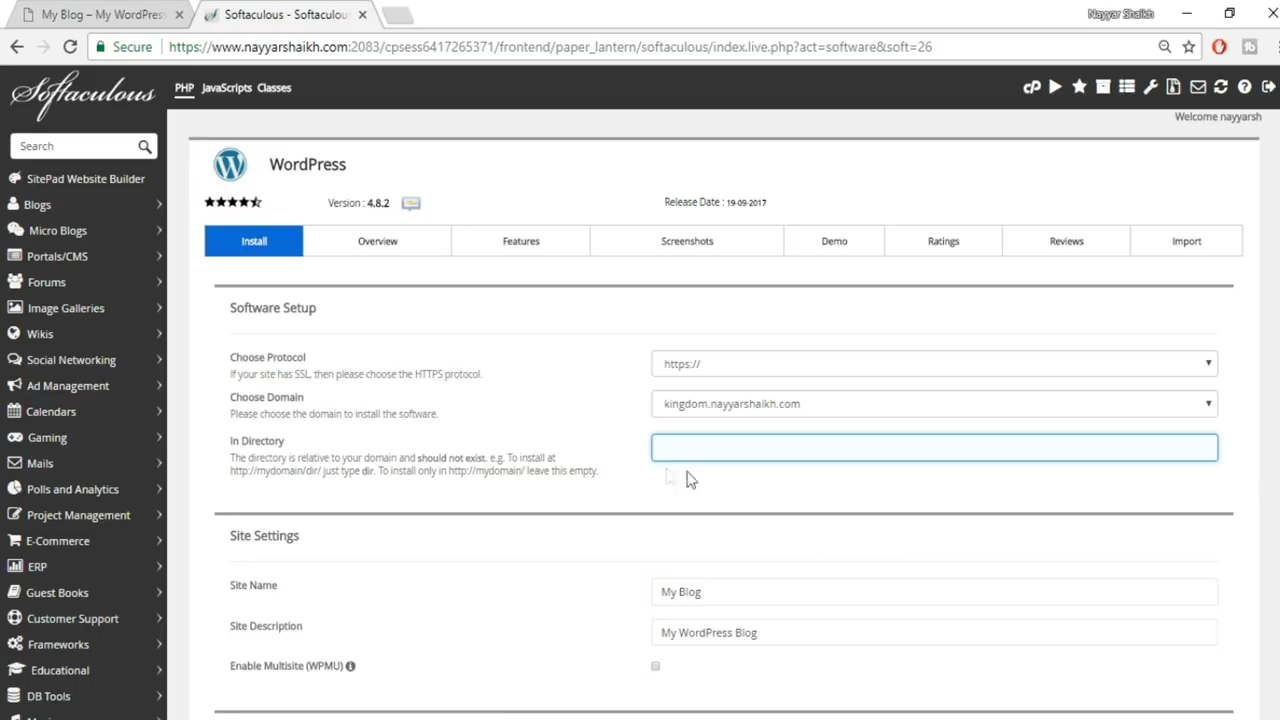 My Blog – My WordPres
Softaculous - Softaculou
Nayyar Shaikh
Secure
https://www.nayyarshaikh.com:2083/cpsess6417265371/frontend/paper_lantern/softaculous/index.live.php?act=software&soft=26
Softaculous
PHP JavaScripts Classes
Welcome nayyarsh
Search
SitePad Website Builder
Blogs
Micro Blogs
Portals/CMS
Forums
Image Galleries
Wikis
Social Networking
Ad Management
Calendars
Gaming
Mails
Polls and Analytics
Project Management
E-Commerce
ERP
Guest Books
Customer Support
Frameworks
Educational
DB Tools
WordPress
Version : 4.8.2
Release Date : 19-09-2017
Install Overview Features Screenshots Demo Ratings Reviews Import
Software Setup
Choose Protocol
If your site has SSL, then please choose the HTTPS protocol.
https://
Choose Domain
Please choose the domain to install the software.
kingdom.nayyarshaikh.com
In Directory
The directory is relative to your domain and should not exist. e.g. To install at
http://mydomain/dir/ just type dir. To install only in http://mydomain/ leave this empty.
Site Settings
Site Name
My Blog
Site Description
My WordPress Blog
Enable Multisite (WPMU)